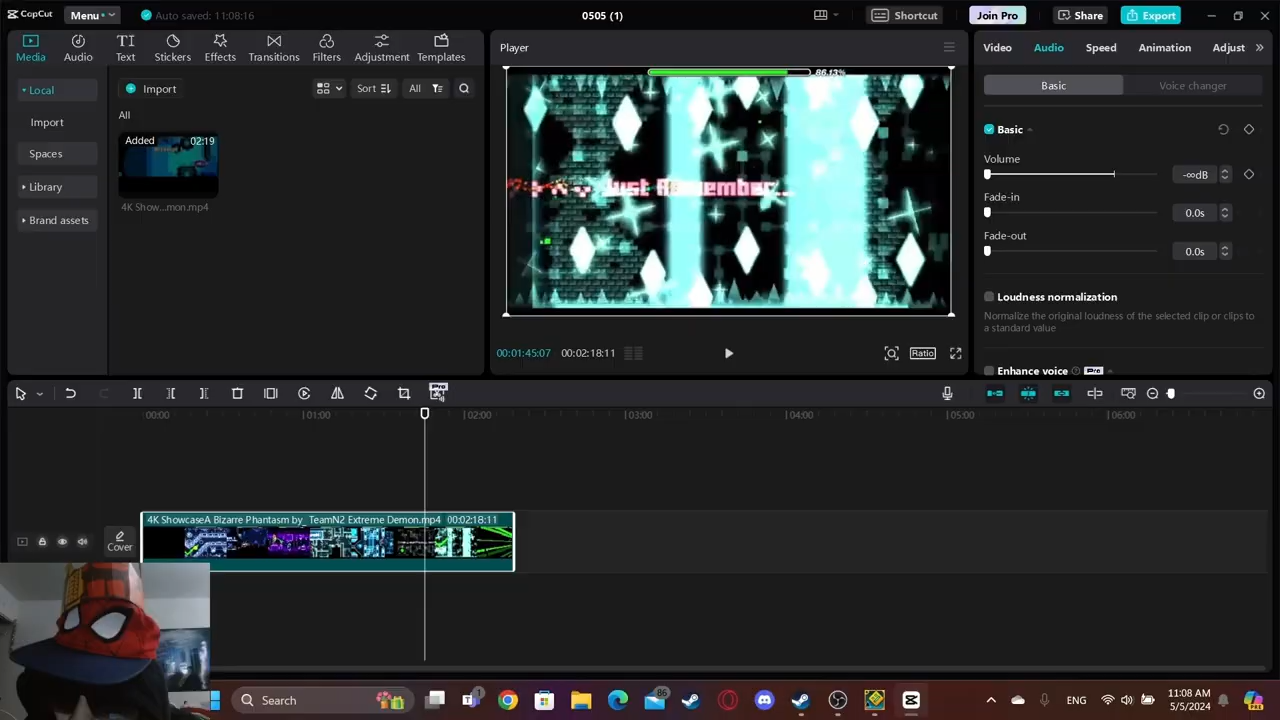 CapCut
Menu
Auto saved: 11:08:16
0505 (1)
Shortcut
Join Pro
Share
Export
Media
Audio
Text
Stickers
Effects
Transitions
Filters
Adjustment
Templates
Local
Import
Spaces
Library
Brand assets
Import
Sort
All
All
Added
02:19
4K Show...mon.mp4
Player
86.13%
Just Remember...
00:01:45:07
00:02:18:11
Ratio
Video
Audio
Speed
Animation
Adjust
Basic
Voice changer
Basic
Volume
-∞dB
Fade-in
0.0s
Fade-out
0.0s
Loudness normalization
Normalize the original loudness of the selected clip or clips to
a standard value
Enhance voice
Pro
Pro
00:00
01:00
02:00
03:00
04:00
05:00
06:00
4K ShowcaseA Bizarre Phantasm by_ TeamN2 Extreme Demon.mp4
00:02:18:11
Cover
Search
1
86
ENG
11:08 AM
5/5/2024